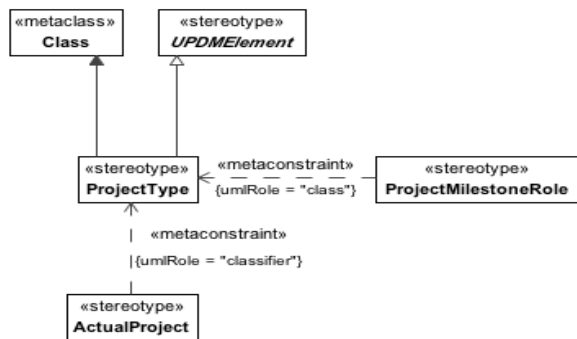 «metaclass»
Class
«stereotype»
UPDMElement
«stereotype»
ProjectType
«metaconstraint»
{umlRole = "class"}
«stereotype»
ProjectMilestoneRole
«metaconstraint»
{umlRole = "classifier"}
«stereotype»
ActualProject